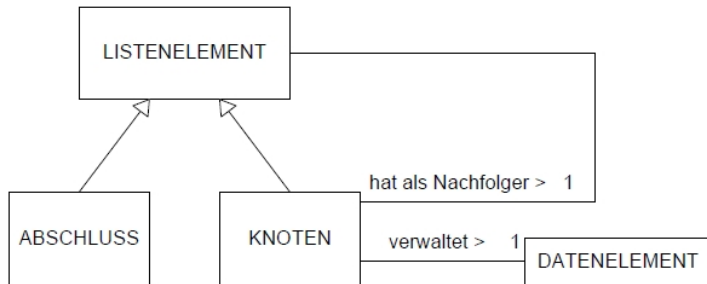 LISTENELEMENT
hat als Nachfolger > 1
ABSCHLUSS
KNOTEN
verwaltet > 1
DATENELEMENT